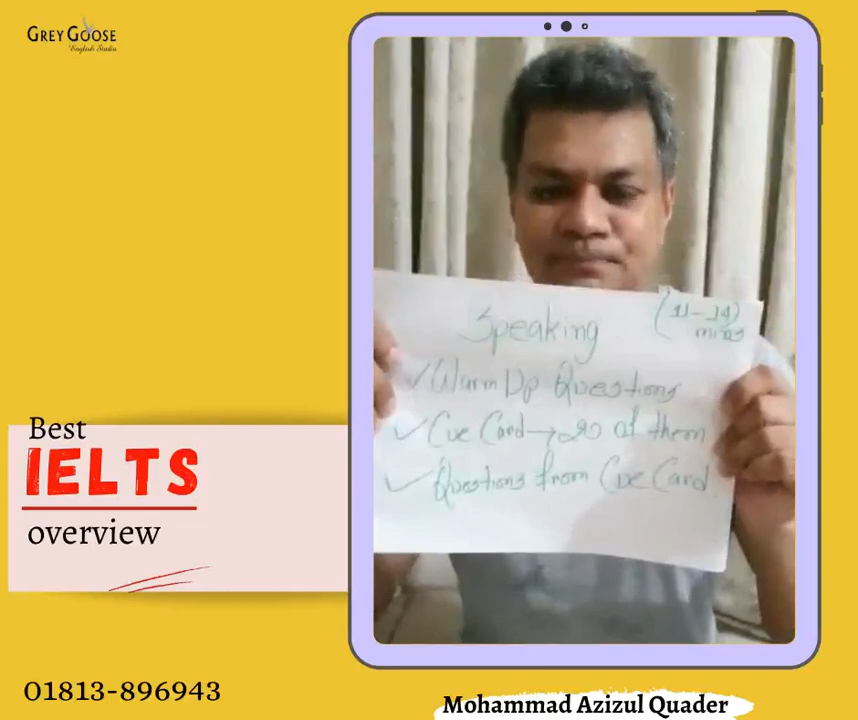 GREY GOOSE
English Studio
Speaking
(11-14)
mins
Warm Up Questions
Cue Card → 20 of them
Questions from Cue Card
Best
IELTS
overview
01813-896943
Mohammad Azizul Quader